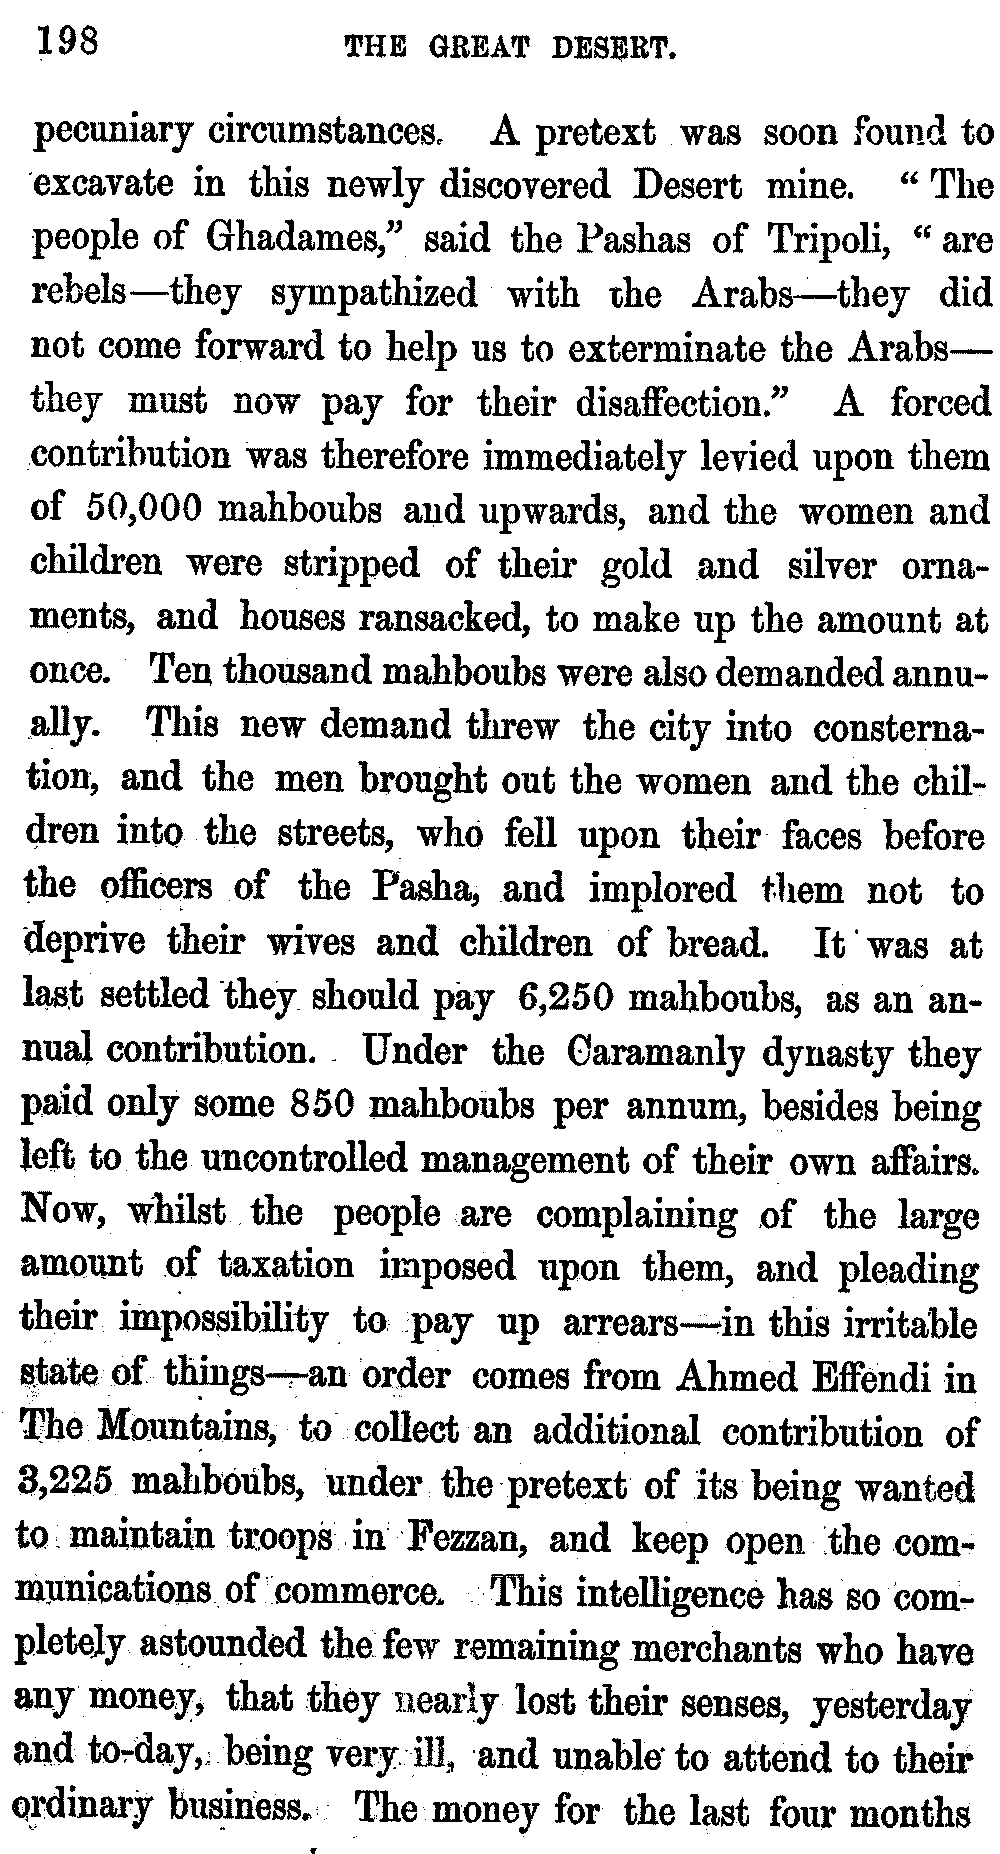 198 THE GREAT DESERT.
pecuniary circumstances. A pretext was soon found to
excavate in this newly discovered Desert mine. “ The
people of Ghadames,” said the Pashas of Tripoli, “ are
rebels—they sympathized with the Arabs—they did
not come forward to help us to exterminate the Arabs—
they must now pay for their disaffection.” A forced
contribution was therefore immediately levied upon them
of 50,000 mahboubs and upwards, and the women and
children were stripped of their gold and silver orna-
ments, and houses ransacked, to make up the amount at
once. Ten thousand mahboubs were also demanded annu-
ally. This new demand threw the city into consterna-
tion, and the men brought out the women and the chil-
dren into the streets, who fell upon their faces before
the officers of the Pasha, and implored them not to
deprive their wives and children of bread. It was at
last settled they should pay 6,250 mahboubs, as an an-
nual contribution. Under the Caramanly dynasty they
paid only some 850 mahboubs per annum, besides being
left to the uncontrolled management of their own affairs.
Now, whilst the people are complaining of the large
amount of taxation imposed upon them, and pleading
their impossibility to pay up arrears—in this irritable
state of things—an order comes from Ahmed Effendi in
The Mountains, to collect an additional contribution of
3,225 mahboubs, under the pretext of its being wanted
to maintain troops in Fezzan, and keep open the com-
munications of commerce. This intelligence has so com-
pletely astounded the few remaining merchants who have
any money, that they nearly lost their senses, yesterday
and to-day, being very ill, and unable to attend to their
ordinary business. The money for the last four months